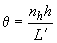 θ = n_h h / L′